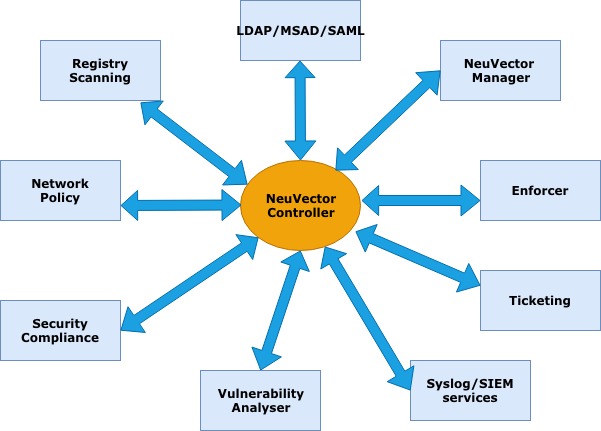 LDAP/MSAD/SAML
Registry
Scanning
NeuVector
Manager
Network
Policy
NeuVector
Controller
Enforcer
Security
Compliance
Ticketing
Vulnerability
Analyser
Syslog/SIEM
services